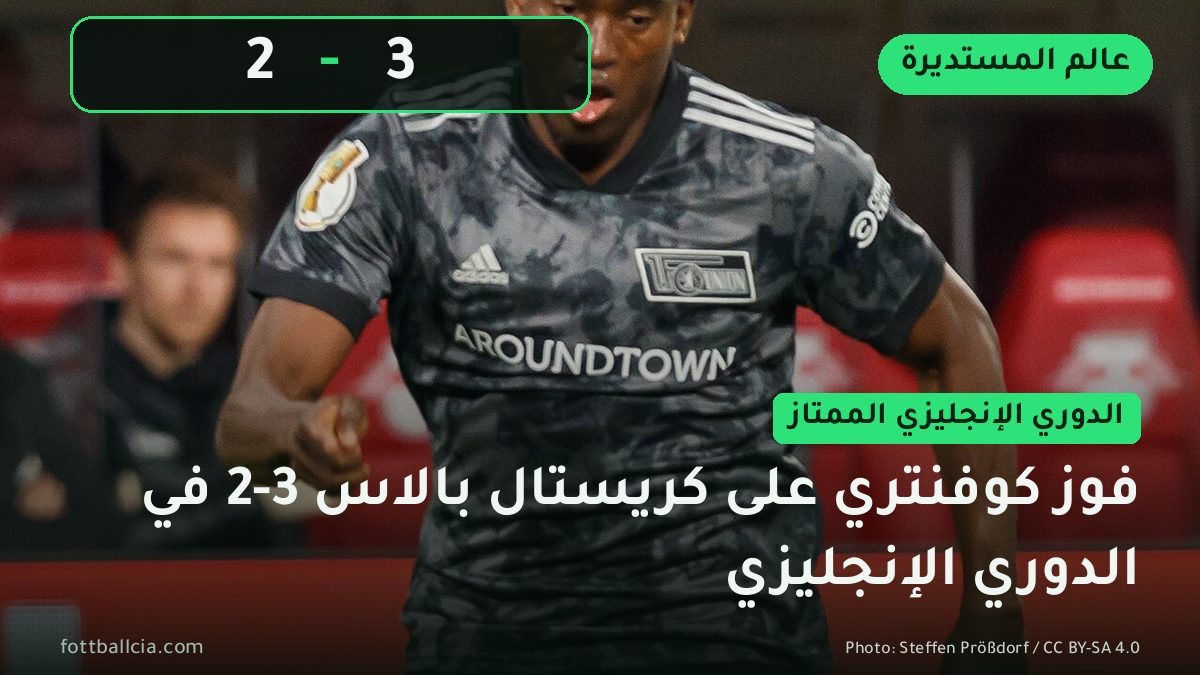 2 - 3
عالم المستديرة
adidas
UNION
AROUNDTOWN
الدوري الإنجليزي الممتاز
فوز كوفنتري على كريستال بالاس 3-2 في
الدوري الإنجليزي
fottballcia.com
Photo: Steffen Prößdorf / CC BY-SA 4.0